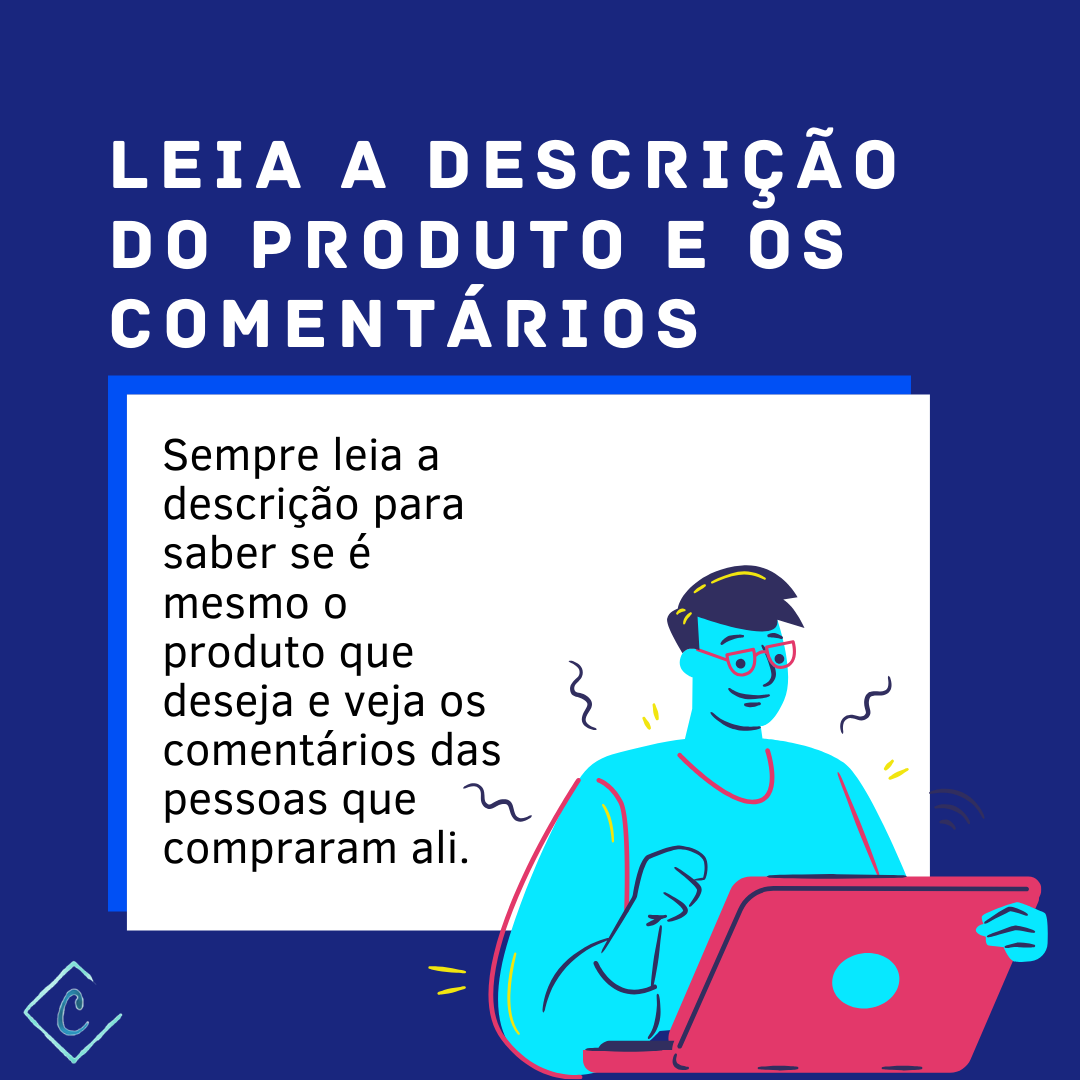 LEIA A DESCRIÇÃO
DO PRODUTO E OS
COMENTÁRIOS
Sempre leia a
descrição para
saber se é
mesmo o
produto que
deseja e veja os
comentários das
pessoas que
compraram ali.
C